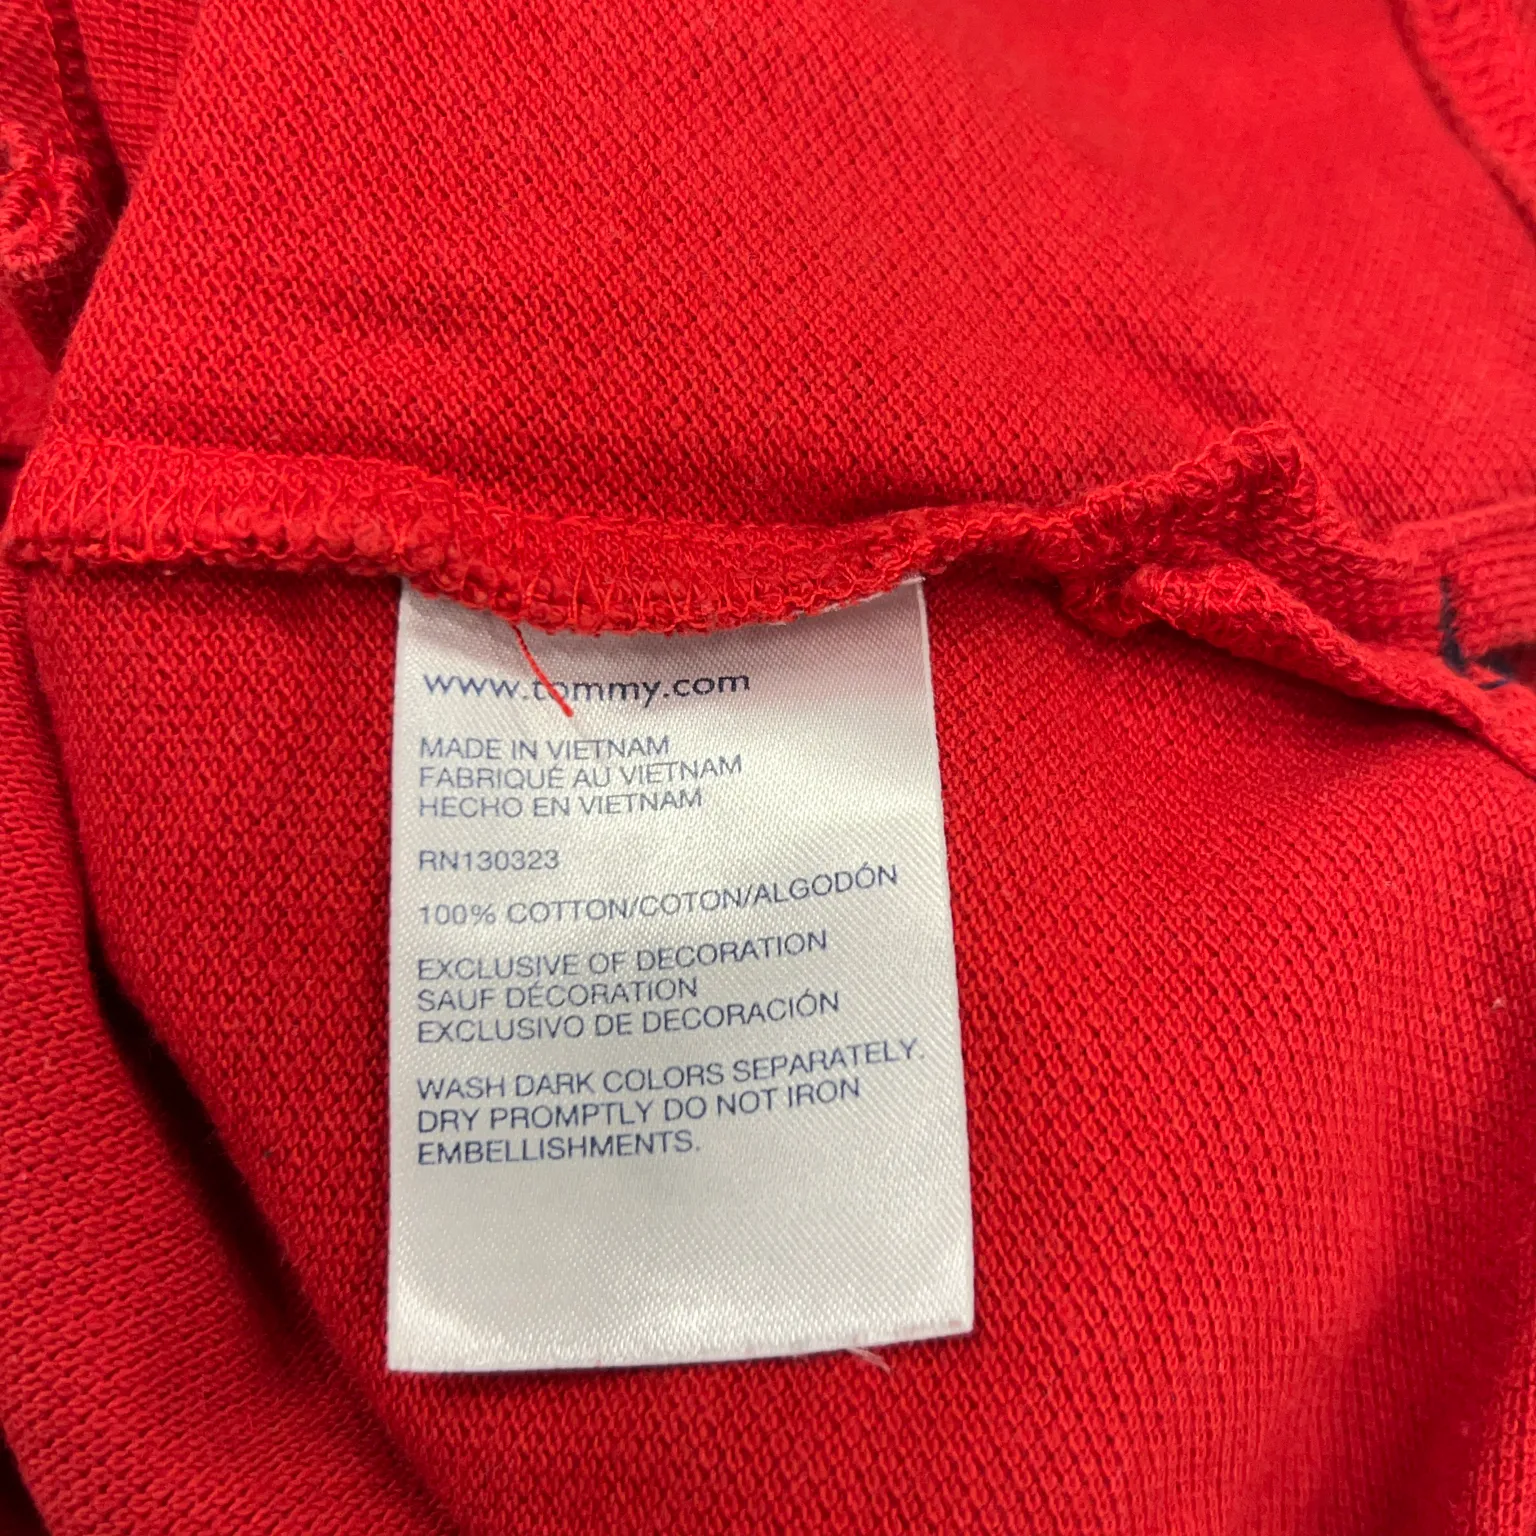 www.tommy.com
MADE IN VIETNAM
FABRIQUÉ AU VIETNAM
HECHO EN VIETNAM
RN130323
100% COTTON/COTON/ALGODÓN
EXCLUSIVE OF DECORATION
SAUF DÉCORATION
EXCLUSIVO DE DECORACIÓN
WASH DARK COLORS SEPARATELY.
DRY PROMPTLY DO NOT IRON
EMBELLISHMENTS.